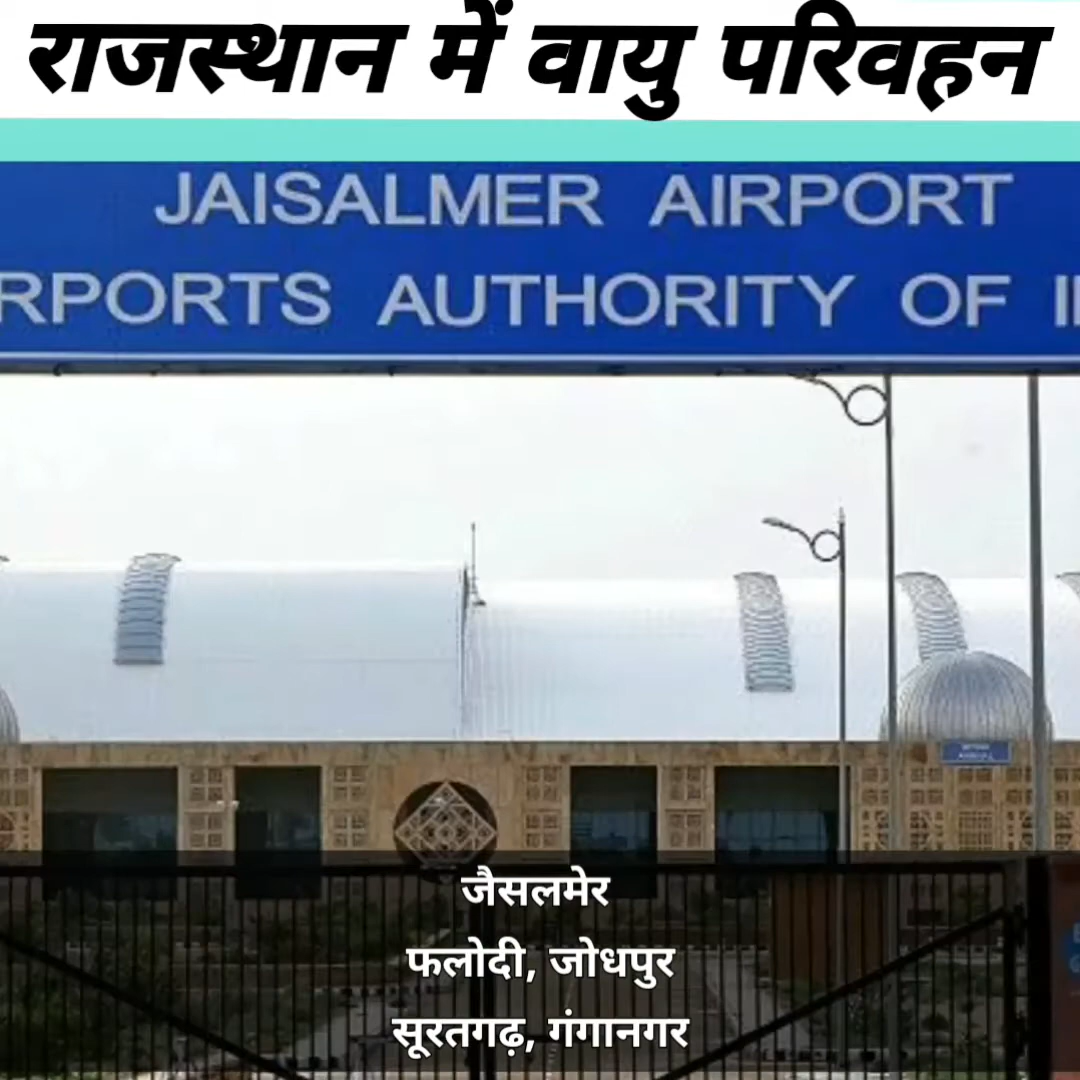 राजस्थान में वायु परिवहन
JAISALMER AIRPORT
RPORTS AUTHORITY OF I
जैसलमेर
फलोदी, जोधपुर
सूरतगढ़, गंगानगर